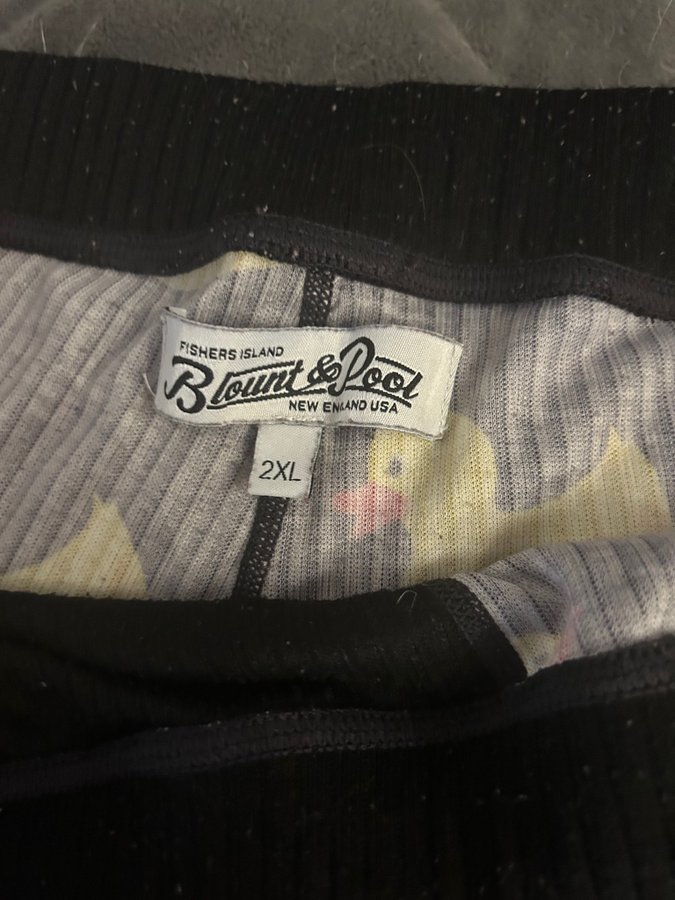 FISHERS ISLAND
Blount & Pool
NEW ENGLAND USA
2XL